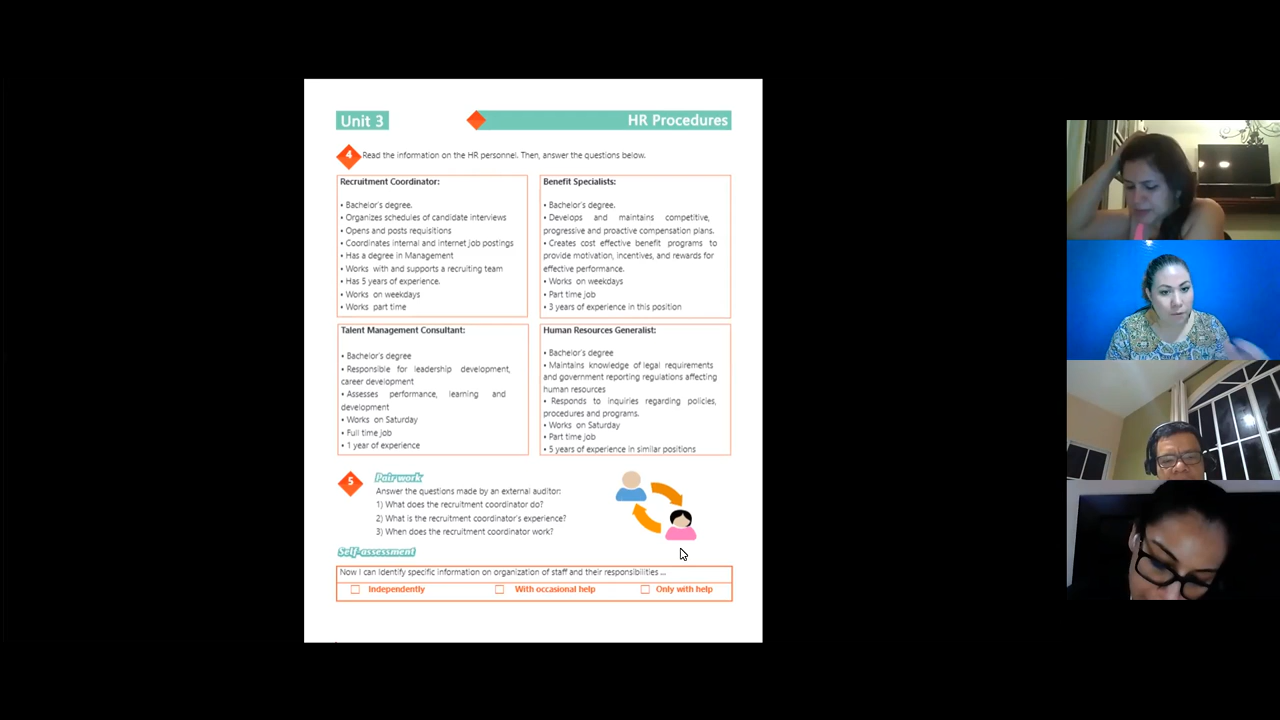 Unit 3
HR Procedures
4
Read the information on the HR personnel. Then, answer the questions below.
Recruitment Coordinator:
• Bachelor's degree.
• Organizes schedules of candidate interviews
• Opens and posts requisitions
• Coordinates internal and internet job postings
• Has a degree in Management
• Works with and supports a recruiting team
• Has 5 years of experience.
• Works on weekdays
• Works part time
Benefit Specialists:
• Bachelor's degree.
• Develops and maintains competitive,
progressive and proactive compensation plans.
• Creates cost effective benefit programs to
provide motivation, incentives, and rewards for
effective performance.
• Works on weekdays
• Part time job
• 3 years of experience in this position
Talent Management Consultant:
• Bachelor's degree
• Responsible for leadership development,
career development
• Assesses performance, learning and
development
• Works on Saturday
• Full time job
• 1 year of experience
Human Resources Generalist:
• Bachelor's degree
• Maintains knowledge of legal requirements
and government reporting regulations affecting
human resources
• Responds to inquiries regarding policies,
procedures and programs.
• Works on Saturday
• Part time job
• 5 years of experience in similar positions
5
Pair work
Answer the questions made by an external auditor:
1) What does the recruitment coordinator do?
2) What is the recruitment coordinator's experience?
3) When does the recruitment coordinator work?
Self-assessment
Now I can Identify specific information on organization of staff and their responsibilities ...
Independently
With occasional help
Only with help